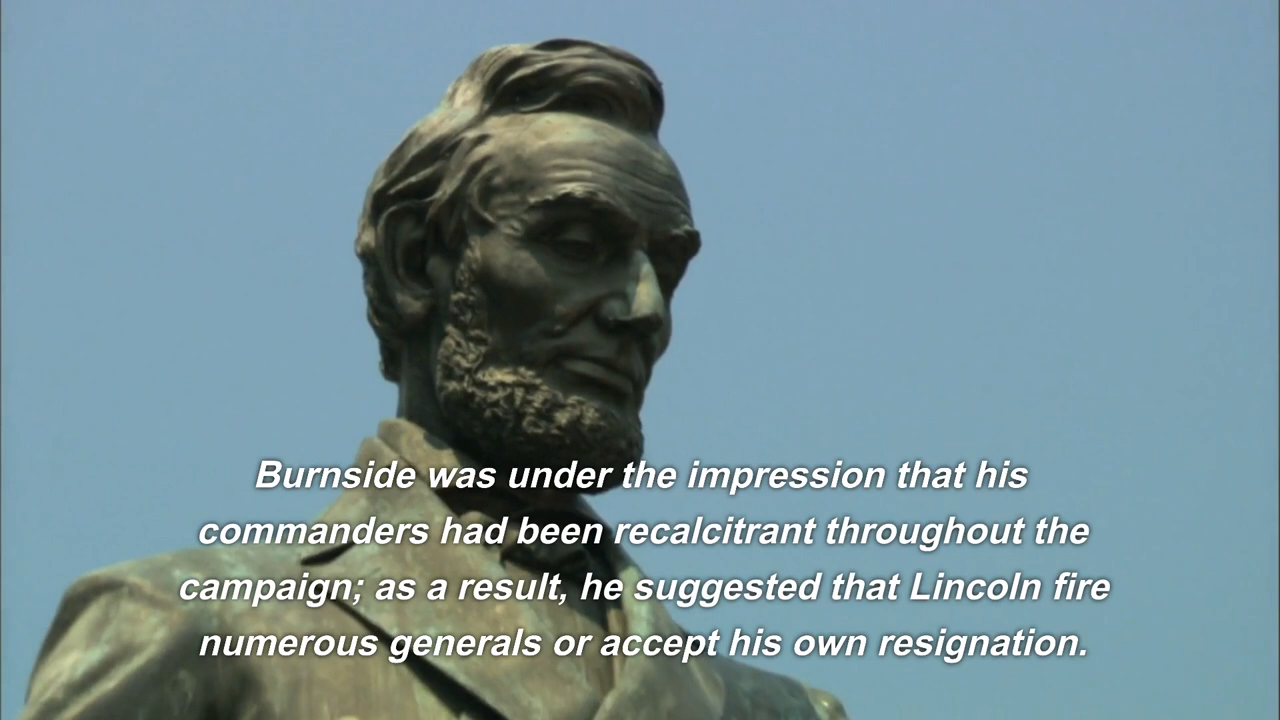 Burnside was under the impression that his
commanders had been recalcitrant throughout the
campaign; as a result, he suggested that Lincoln fire
numerous generals or accept his own resignation.